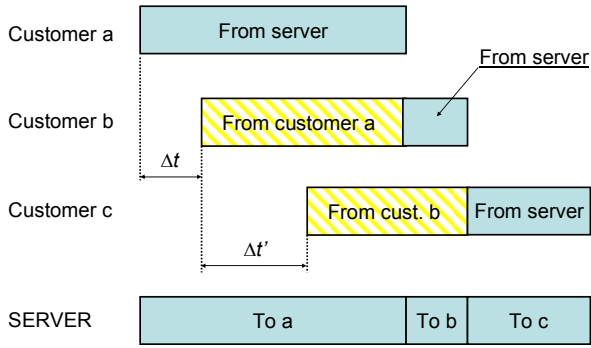 Customer a
From server
From server
Customer b
From customer a
Δt
Customer c
From cust. b
From server
Δt’
SERVER
To a
To b
To c